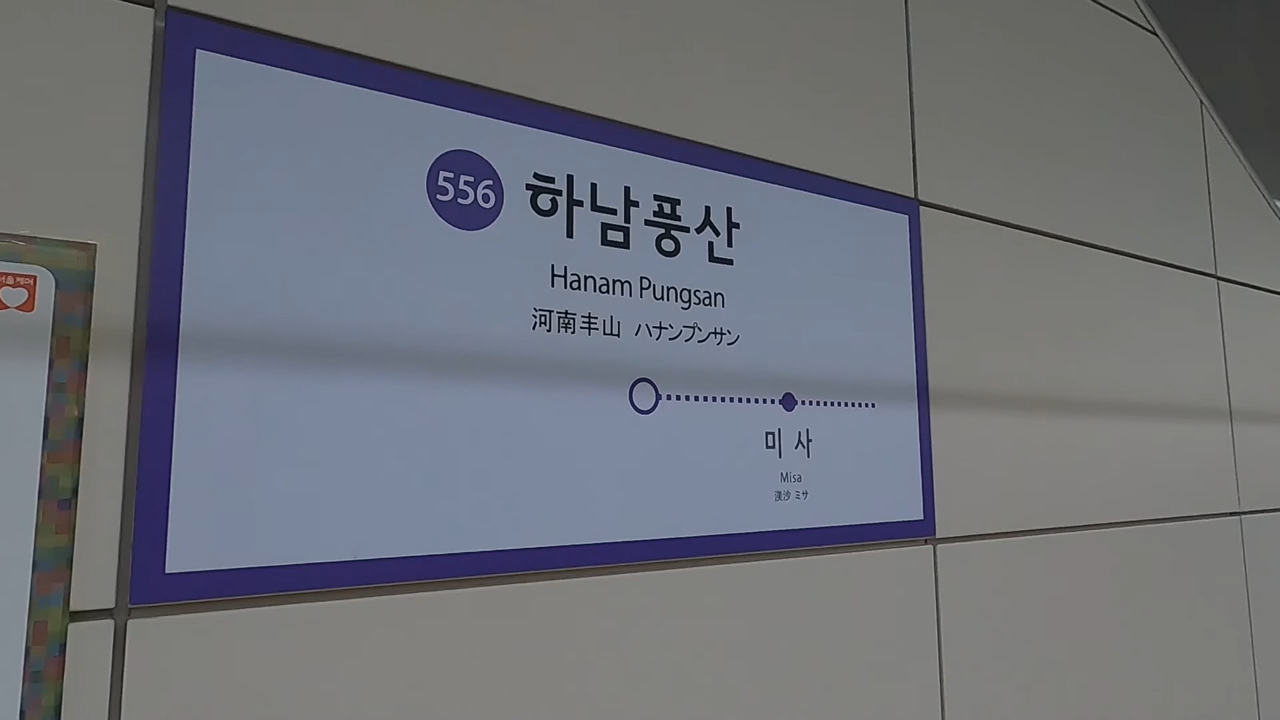 556 하남풍산
Hanam Pungsan
河南丰山 ハナンプンサン
미 사
Misa
渼沙 ミサ